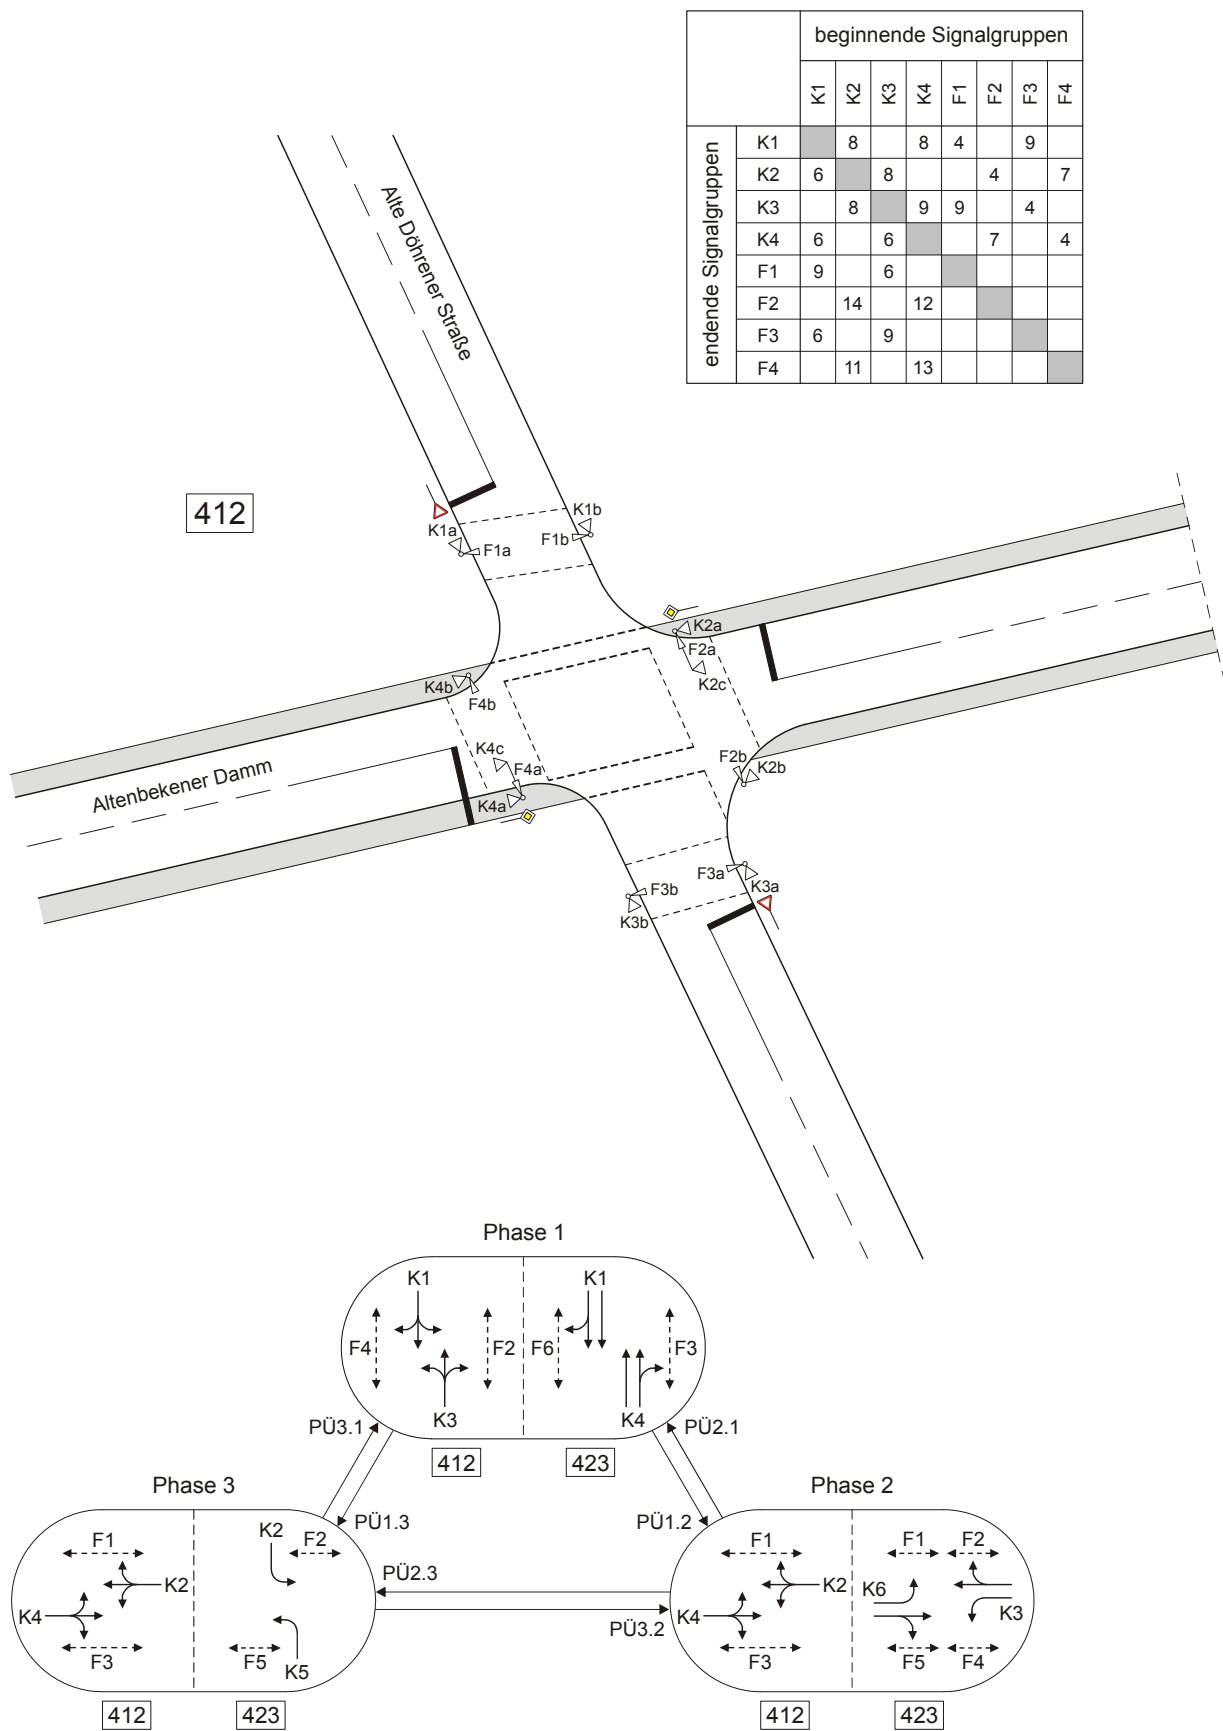 beginnende Signalgruppen
K1 K2 K3 K4 F1 F2 F3 F4
endende Signalgruppen
K1 8 8 4 9
K2 6 8 4 7
K3 8 9 9 4
K4 6 6 7 4
F1 9 6
F2 14 12
F3 6 9
F4 11 13
Alte Döhrener Straße
412
K1a
F1a
K1b
F1b
K2a
F2a
K2c
K4b
F4b
K4c
F4a
K4a
F2b
K2b
Altenbekener Damm
F3a
K3a
F3b
K3b
Phase 1
K1 K1
F4 F2 F6 F3
K3 K4
412 423
PÜ3.1
PÜ2.1
PÜ1.3
PÜ1.2
PÜ2.3
PÜ3.2
Phase 3
F1 K2 F2
K2
K4
F3 F5 K5
412 423
Phase 2
F1 F1 F2
K2 K6
K4 K3
F3 F5 F4
412 423